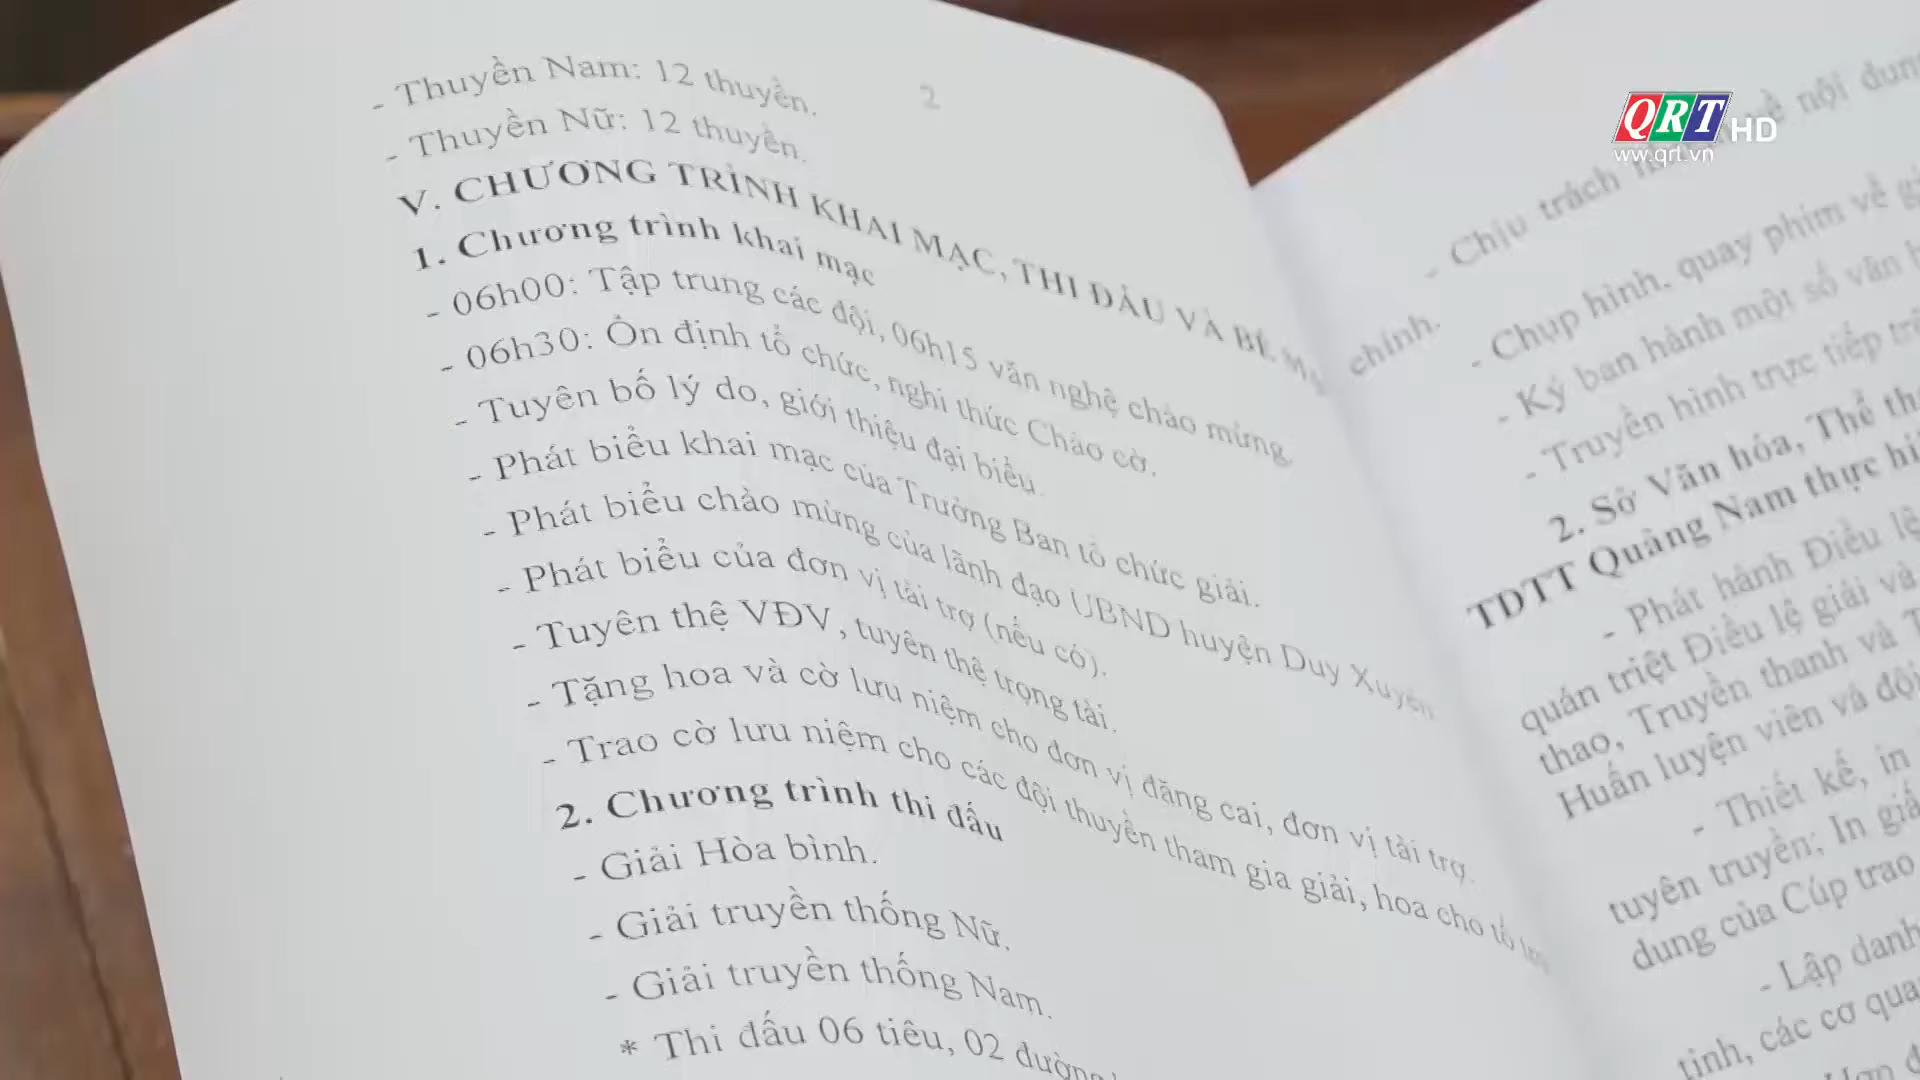 2
- Thuyền Nam: 12 thuyền.
- Thuyền Nữ: 12 thuyền.
V. CHƯƠNG TRÌNH KHAI MẠC, THI ĐẤU VÀ BẾ
1. Chương trình khai mạc
- 06h00: Tập trung các đội, 06h15 văn nghệ chào mừng.
- 06h30: Ổn định tổ chức, nghi thức Chào cờ.
- Tuyên bố lý do, giới thiệu đại biểu.
- Phát biểu khai mạc của Trưởng Ban tổ chức giải.
- Phát biểu chào mừng của lãnh đạo UBND huyện Duy Xuyên
- Phát biểu của đơn vị tài trợ (nếu có).
- Tuyên thệ VĐV, tuyên thệ trọng tài.
- Tặng hoa và cờ lưu niệm cho đơn vị đăng cai, đơn vị tài trợ.
- Trao cờ lưu niệm cho các đội thuyền tham gia giải, hoa cho tổ
2. Chương trình thi đấu
- Giải Hòa bình.
- Giải truyền thống Nữ.
- Giải truyền thống Nam.
* Thi đấu 06 tiêu, 02
- Chịu trách về nội dung
chính.
- Chụp hình, quay phim về
- Ký ban hành một số văn
- Truyền hình trực tiếp
2. Sở Văn hóa, Thể
TDTT Quảng Nam thực
- Phát hành Điều lệ
quán triệt Điều lệ giải và
thao, Truyền thanh và
Huấn luyện viên và đội
- Thiết kế, in
tuyên truyền; In
dung của Cúp trao
- Lập danh
tỉnh, các cơ
QRT HD
ww.qrt.vn